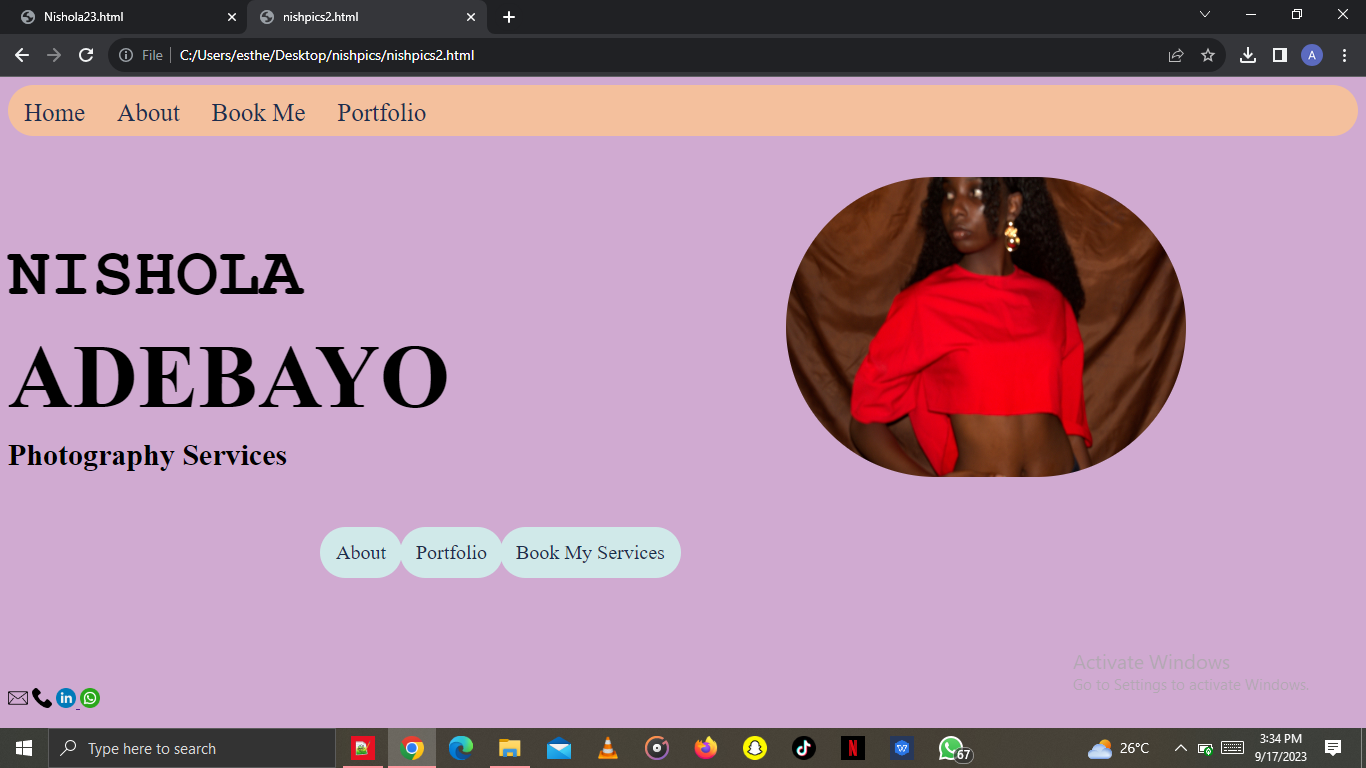 Nishola23.html
nishpics2.html
File
C:/Users/esthe/Desktop/nishpics/nishpics2.html
A
Home About Book Me Portfolio
NISHOLA
ADEBAYO
Photography Services
About Portfolio Book My Services
Activate Windows
Go to Settings to activate Windows.
in
Type here to search
N
W
67
26°C
3:34 PM
9/17/2023